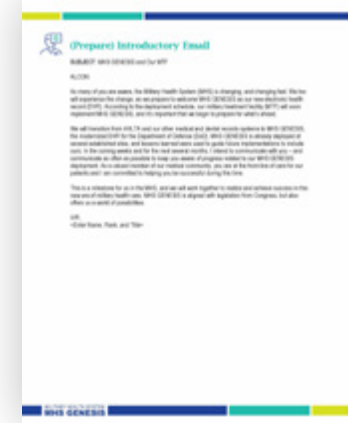 (Prepare) Introductory Email
SUBJECT: MHS GENESIS and Our MTF
ALCON:
As many of you are aware, the Military Health System (MHS) is changing, and changing fast. We too
will experience the change, as we prepare to welcome MHS GENESIS as our new electronic health
record (EHR). According to the deployment schedule, our military treatment facility (MTF) will soon
implement MHS GENESIS, and it's important that we begin to prepare for what's ahead.
We will transition from AHLTA and our other medical and dental records systems to MHS GENESIS,
the modernized EHR for the Department of Defense (DoD). MHS GENESIS is already deployed at
several established sites, and lessons learned were used to guide future implementations to include
ours. In the coming weeks and for the next several months, I intend to communicate with you – and
communicate as often as possible to keep you aware of progress related to our MHS GENESIS
deployment. As a valued member of our medical community, you are at the front line of care for our
patients and I am committed to helping you be successful during this time.
This is a milestone for us in the MHS, and we will work together to realize and achieve success in this
new era of military health care. MHS GENESIS is aligned with legislation from Congress, but also
offers us a world of possibilities.
V/R,
<Enter Name, Rank, and Title>
MILITARY HEALTH SYSTEM
MHS GENESIS